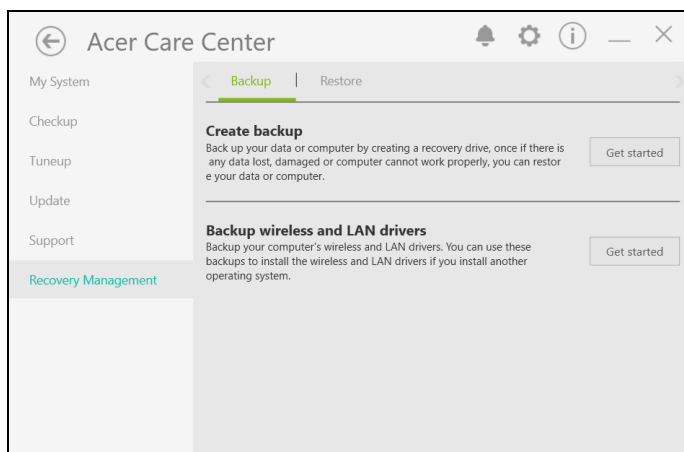 Acer Care Center
My System
Checkup
Tuneup
Update
Support
Recovery Management
Backup | Restore
Create backup
Back up your data or computer by creating a recovery drive, once if there is
any data lost, damaged or computer cannot work properly, you can restor
e your data or computer.
Get started
Backup wireless and LAN drivers
Backup your computer's wireless and LAN drivers. You can use these
backups to install the wireless and LAN drivers if you install another
operating system.
Get started